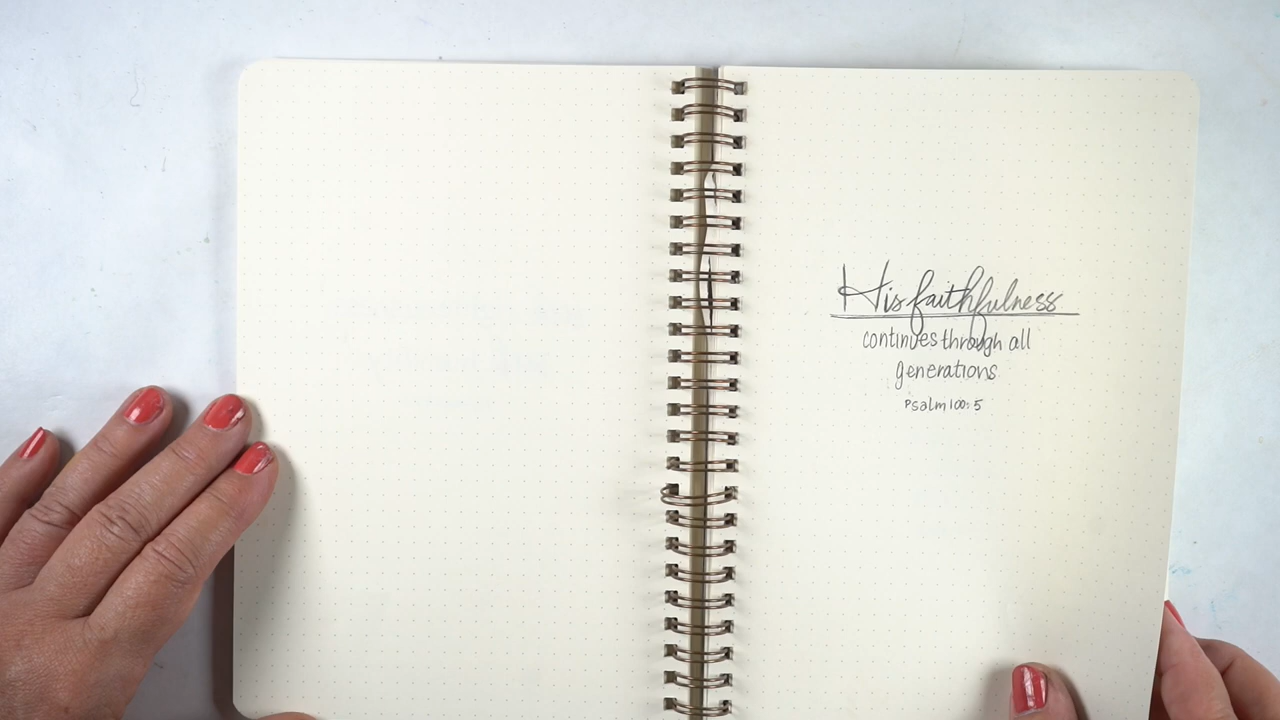 His faithfulness
continues through all
generations
Psalm 100:5